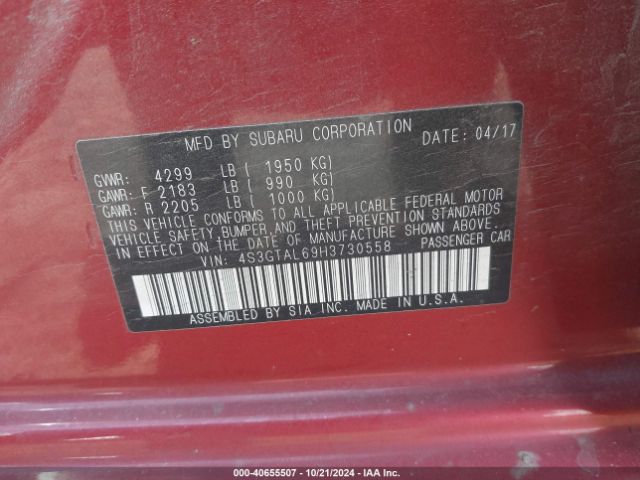 MFD BY SUBARU CORPORATION DATE: 04/17
GVWR: 4299 LB ( 1950 KG)
GAWR: F 2183 LB ( 990 KG)
GAWR: R 2205 LB ( 1000 KG)
THIS VEHICLE CONFORMS TO ALL APPLICABLE FEDERAL MOTOR
VEHICLE SAFETY, BUMPER, AND THEFT PREVENTION STANDARDS
IN EFFECT ON THE DATE OF MANUFACTURE SHOWN ABOVE.
VIN: 4S3GTAL69H3730558 PASSENGER CAR
ASSEMBLED BY SIA INC. MADE IN U.S.A.
© - 40655507 - 10/21/2024 - IAA Inc.